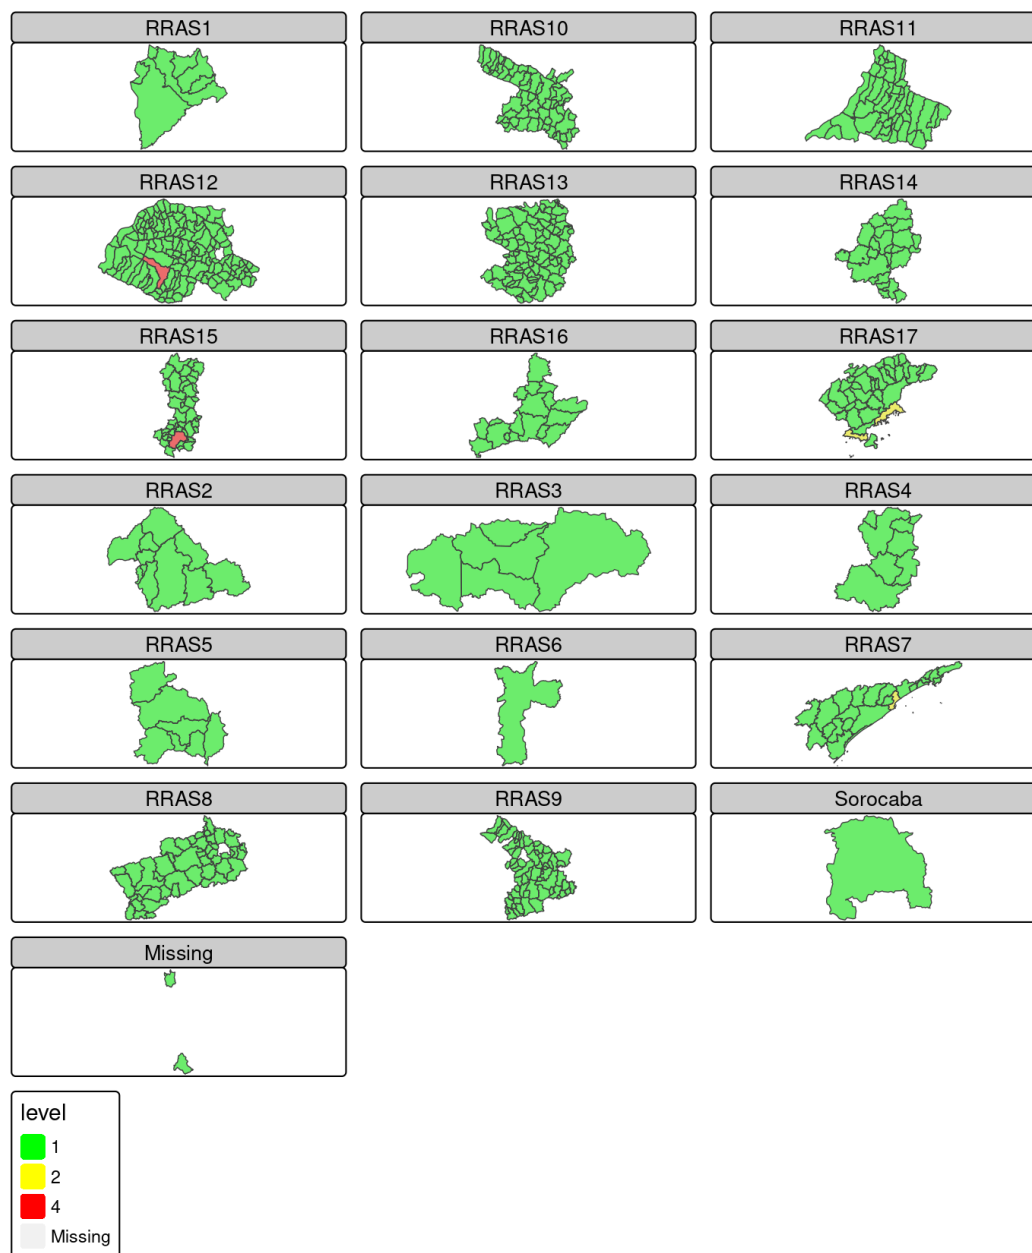 RRAS1
RRAS10
RRAS11
RRAS12
RRAS13
RRAS14
RRAS15
RRAS16
RRAS17
RRAS2
RRAS3
RRAS4
RRAS5
RRAS6
RRAS7
RRAS8
RRAS9
Sorocaba
Missing
level
1
2
4
Missing